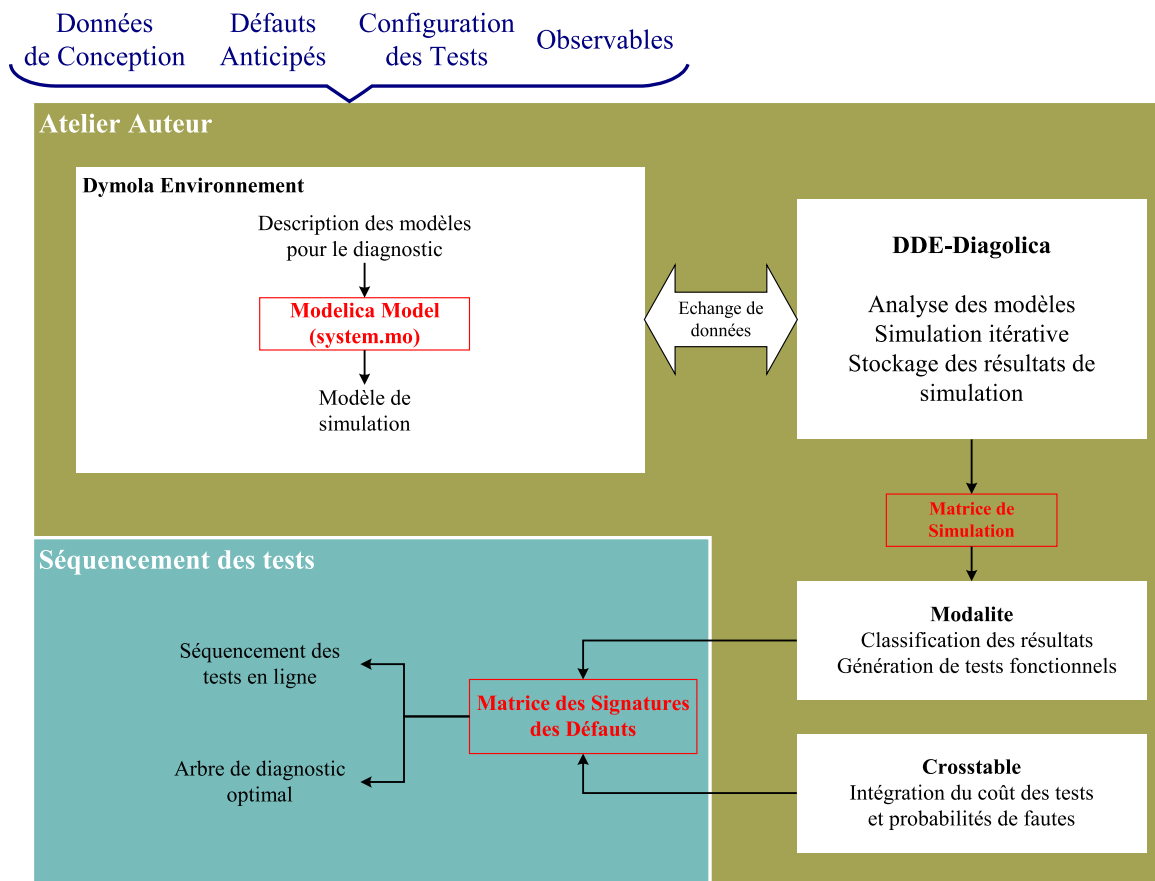 Données
de Conception
Défauts
Anticipés
Configuration
des Tests
Observables
Atelier Auteur
Dymola Environnement
Description des modèles
pour le diagnostic
Modelica Model
(system.mo)
Modèle de
simulation
Echange de
données
DDE-Diagolica
Analyse des modèles
Simulation itérative
Stockage des résultats de
simulation
Matrice de
Simulation
Séquencement des tests
Modalite
Classification des résultats
Génération de tests fonctionnels
Séquencement des
tests en ligne
Matrice des Signatures
des Défauts
Arbre de diagnostic
optimal
Crosstable
Intégration du coût des tests
et probabilités de fautes